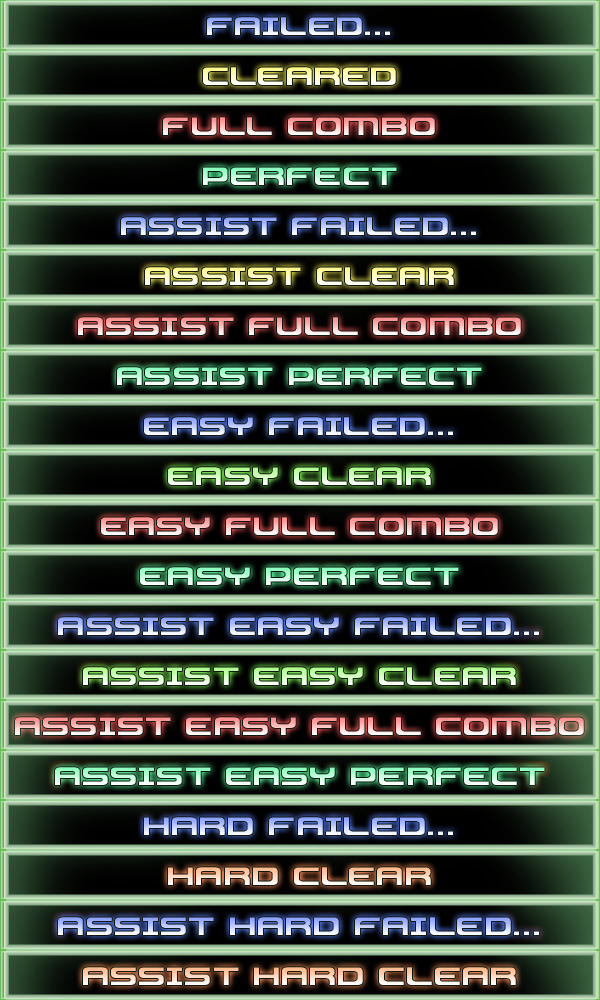 FAILED...
CLEARED
FULL COMBO
PERFECT
ASSIST FAILED...
ASSIST CLEAR
ASSIST FULL COMBO
ASSIST PERFECT
EASY FAILED...
EASY CLEAR
EASY FULL COMBO
EASY PERFECT
ASSIST EASY FAILED...
ASSIST EASY CLEAR
ASSIST EASY FULL COMBO
ASSIST EASY PERFECT
HARD FAILED...
HARD CLEAR
ASSIST HARD FAILED...
ASSIST HARD CLEAR